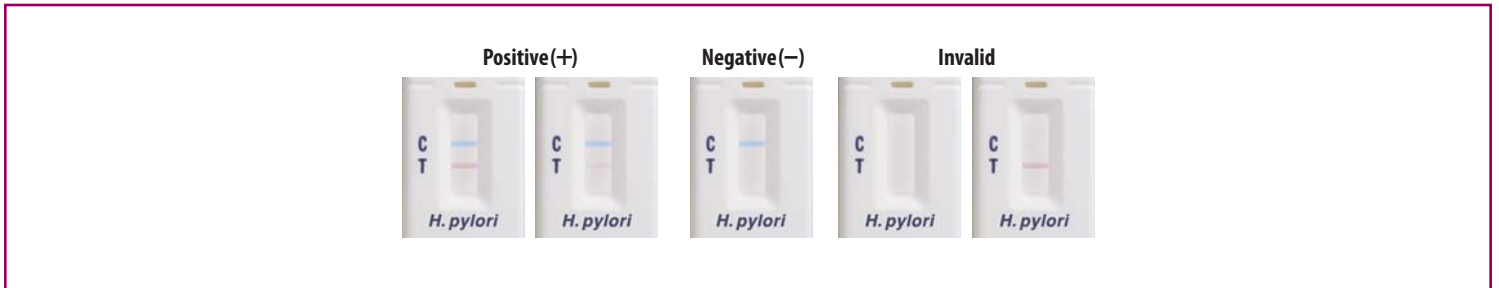 Positive (+) Negative (−) Invalid
C C C C C
T T T T T
H. pylori H. pylori H. pylori H. pylori H. pylori